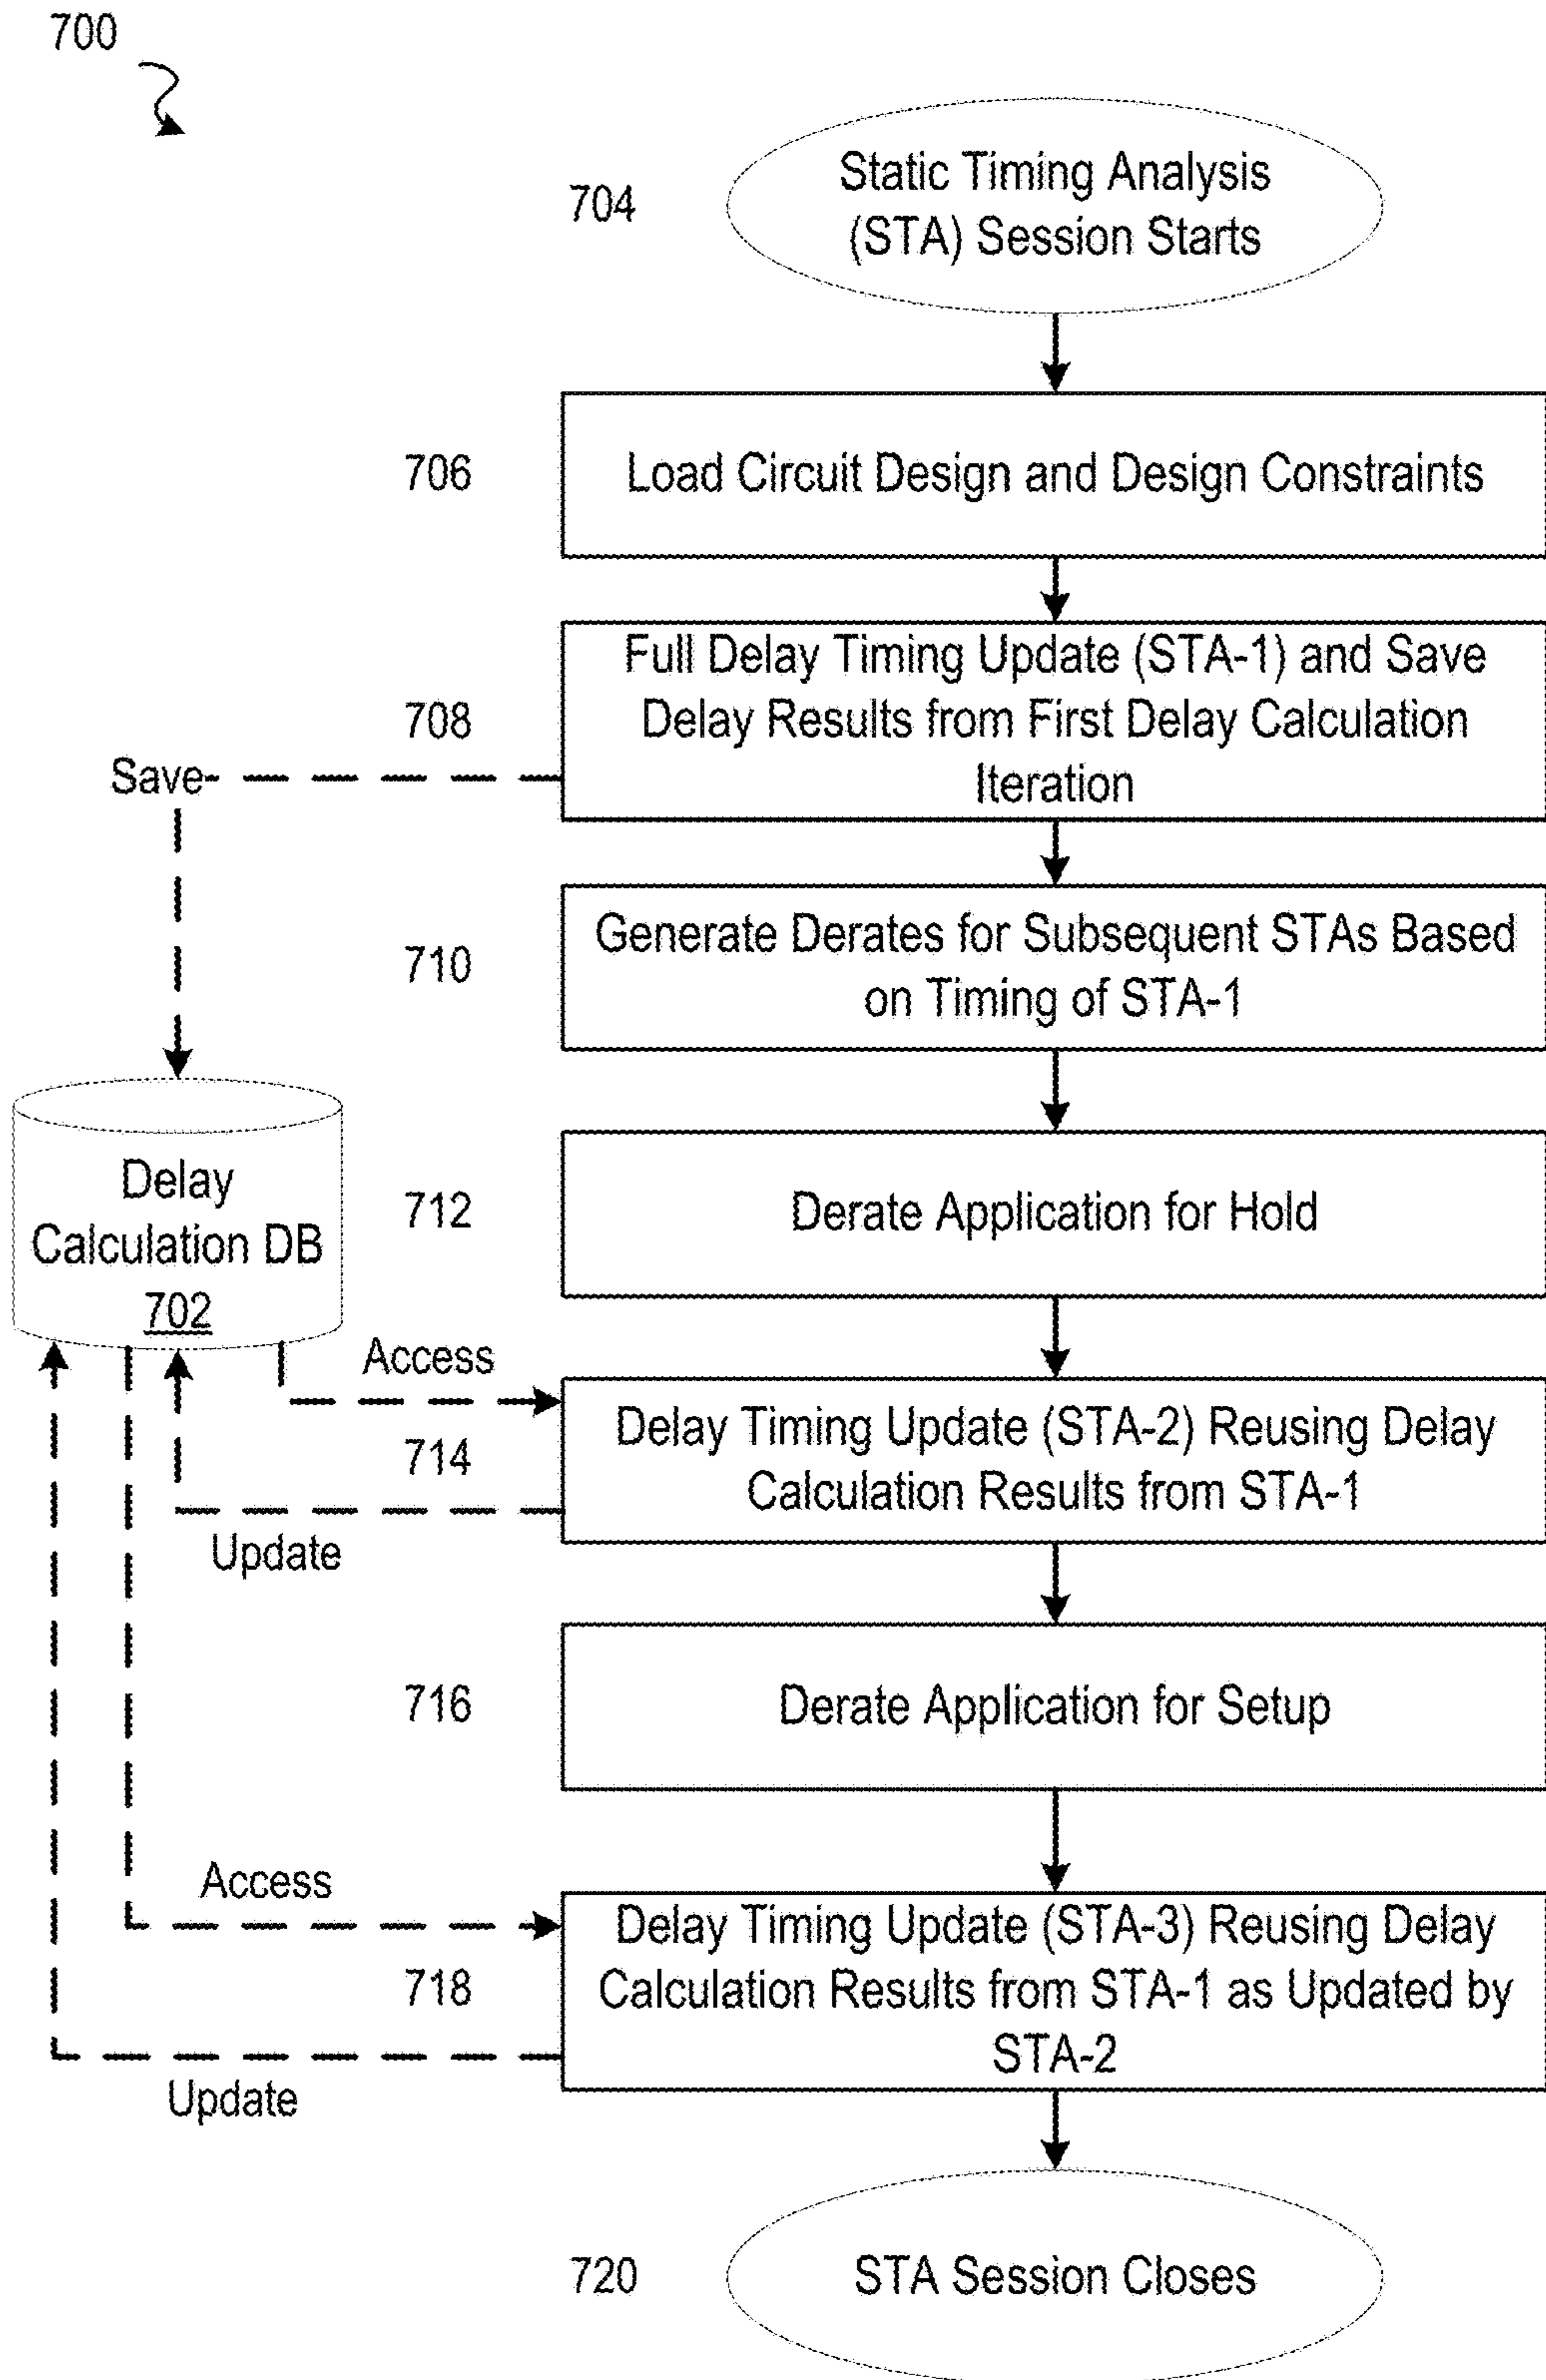 700
704
Static Timing Analysis
(STA) Session Starts
706
Load Circuit Design and Design Constraints
708
Full Delay Timing Update (STA-1) and Save
Delay Results from First Delay Calculation
Iteration
Save
710
Generate Derates for Subsequent STAs Based
on Timing of STA-1
Delay
Calculation DB
702
712
Derate Application for Hold
Access
714
Delay Timing Update (STA-2) Reusing Delay
Calculation Results from STA-1
Update
716
Derate Application for Setup
Access
718
Delay Timing Update (STA-3) Reusing Delay
Calculation Results from STA-1 as Updated by
STA-2
Update
720
STA Session Closes